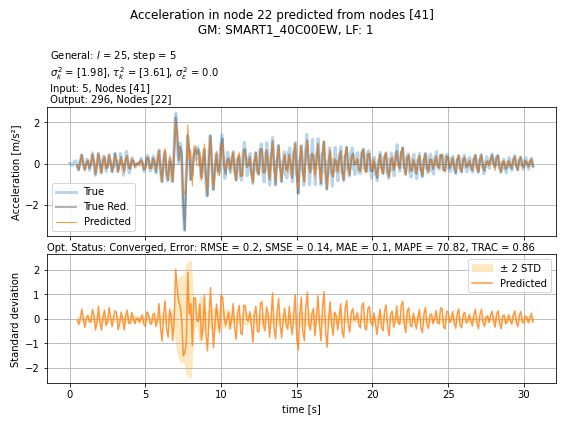 Acceleration in node 22 predicted from nodes [41]
GM: SMART1_40C00EW, LF: 1
General: l = 25, step = 5
σ²ₖ = [1.98], τ²ₖ = [3.61], σ²ε = 0.0
Input: 5, Nodes [41]
Output: 296, Nodes [22]
Acceleration [m/s²]
2
0
−2
True
True Red.
Predicted
Opt. Status: Converged, Error: RMSE = 0.2, SMSE = 0.14, MAE = 0.1, MAPE = 70.82, TRAC = 0.86
Standard deviation
2
1
0
−1
−2
± 2 STD
Predicted
0 5 10 15 20 25 30
time [s]